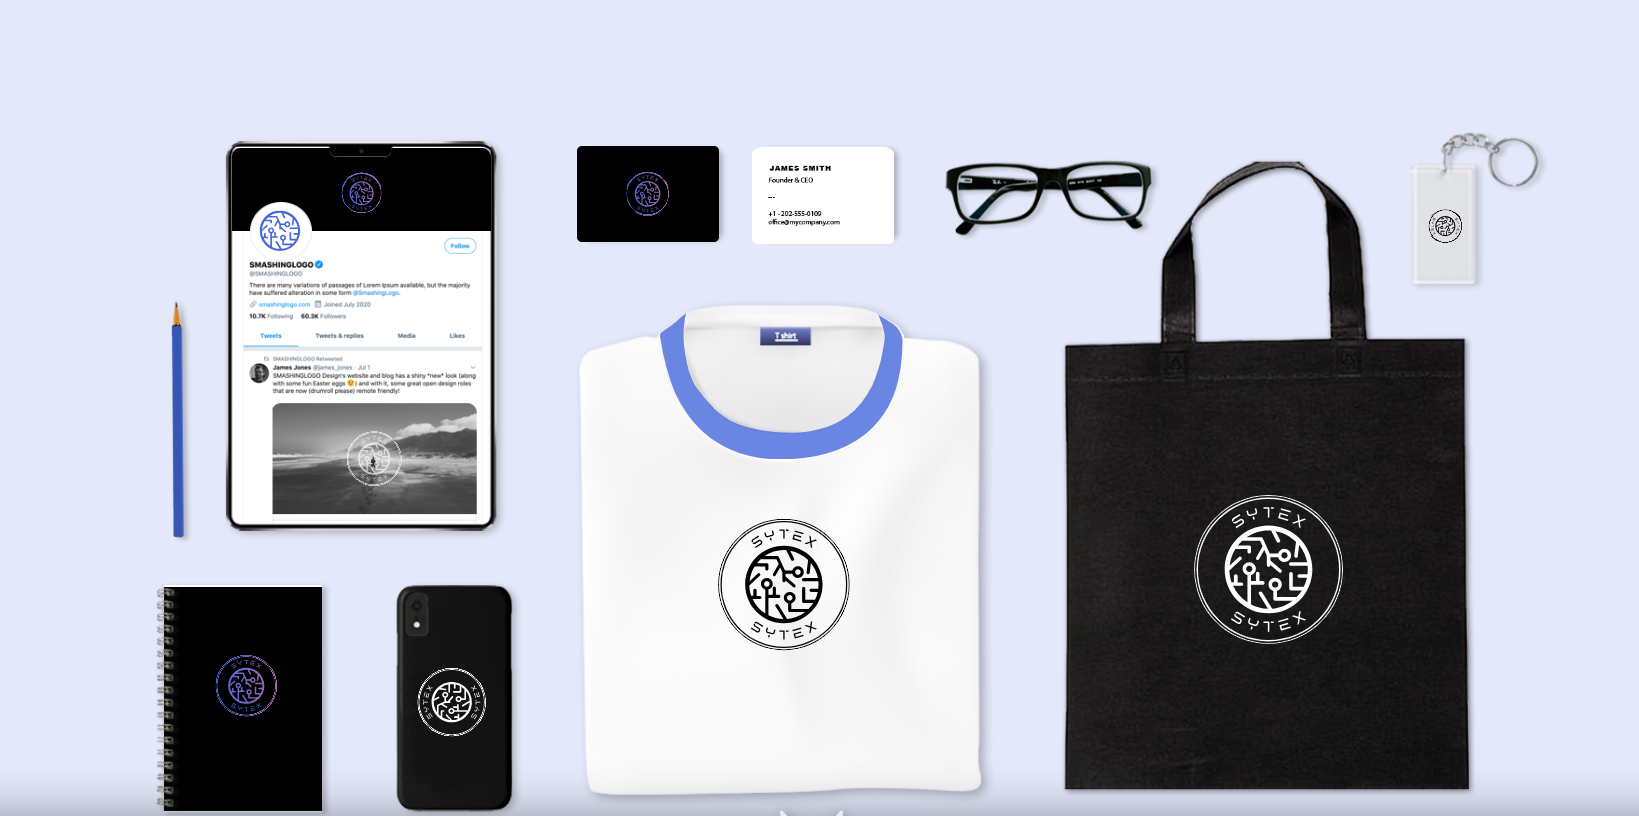 SYTEX
SYTEX
Follow
SMASHINGLOGO
@SMASHINGLOGO
There are many variations of passages of Lorem Ipsum available, but the majority
have suffered alteration in some form @SmashingLogo.
smashinglogo.com Joined July 2020
10.7K Following 60.3K Followers
Tweets Tweets & replies Media Likes
SMASHINGLOGO Retweeted
James Jones @james_jones · Jul 1
SMASHINGLOGO Design's website and blog has a shiny *new* look (along
with some fun Easter eggs 😉) and with it, some great open design roles
that are now (drumroll please) remote friendly!
SYTEX
SYTEX
SYTEX
SYTEX
JAMES SMITH
Founder & CEO
---
+1 - 202-555-0109
office@mycompany.com
T shirt
SYTEX
SYTEX
SYTEX
SYTEX
SYTEX
SYTEX
SYTEX
SYTEX